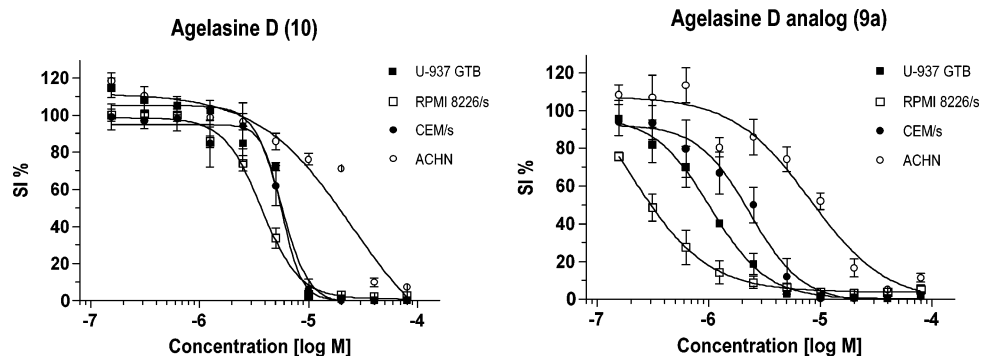 Agelasine D (10)
SI %
120
100
80
60
40
20
0
-7
-6
-5
-4
Concentration [log M]
U-937 GTB
RPMI 8226/s
CEM/s
ACHN
Agelasine D analog (9a)
SI %
120
100
80
60
40
20
0
-7
-6
-5
-4
Concentration [log M]
U-937 GTB
RPMI 8226/s
CEM/s
ACHN